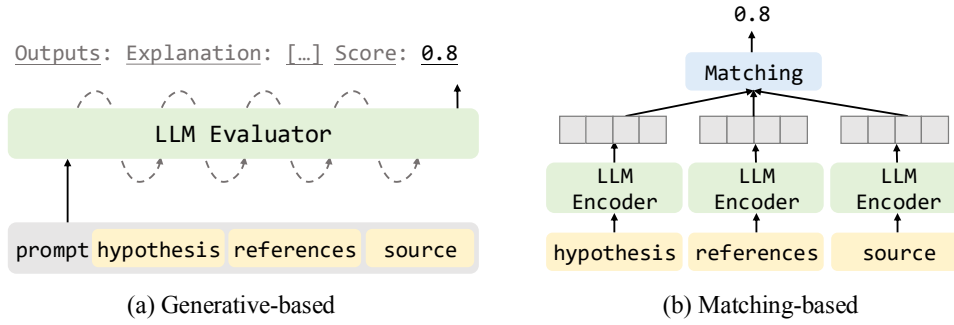 Outputs: Explanation: […] Score: 0.8
LLM Evaluator
prompt hypothesis references source
(a) Generative-based
0.8
Matching
LLM Encoder
LLM Encoder
LLM Encoder
hypothesis references source
(b) Matching-based